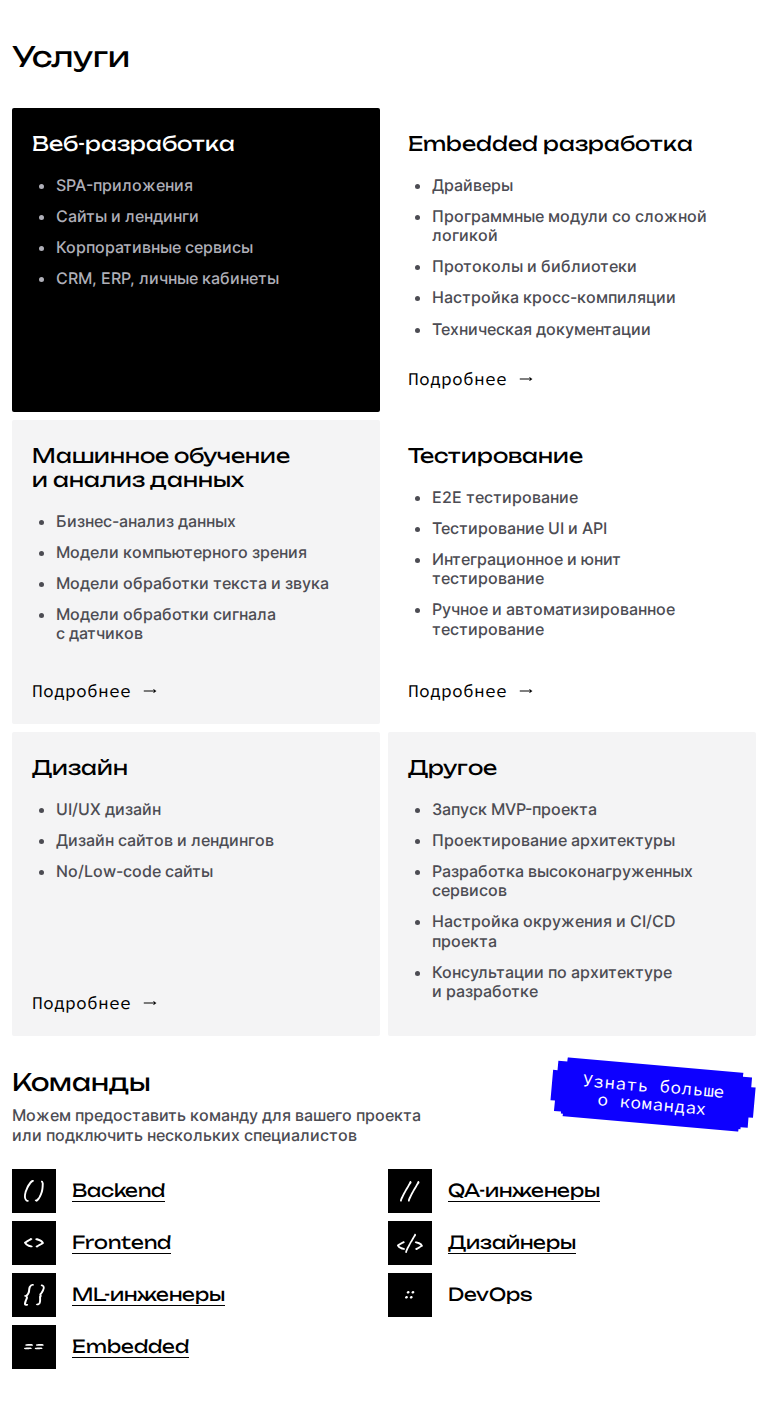 Услуги
Веб-разработка
SPA-приложения
Сайты и лендинги
Корпоративные сервисы
CRM, ERP, личные кабинеты
Embedded разработка
Драйверы
Программные модули со сложной
логикой
Протоколы и библиотеки
Настройка кросс-компиляции
Техническая документации
Подробнее →
Машинное обучение
и анализ данных
Бизнес-анализ данных
Модели компьютерного зрения
Модели обработки текста и звука
Модели обработки сигнала
с датчиков
Подробнее →
Тестирование
E2E тестирование
Тестирование UI и API
Интеграционное и юнит
тестирование
Ручное и автоматизированное
тестирование
Подробнее →
Дизайн
UI/UX дизайн
Дизайн сайтов и лендингов
No/Low-code сайты
Подробнее →
Другое
Запуск MVP-проекта
Проектирование архитектуры
Разработка высоконагруженных
сервисов
Настройка окружения и CI/CD
проекта
Консультации по архитектуре
и разработке
Команды
Можем предоставить команду для вашего проекта
или подключить нескольких специалистов
Узнать больше
о командах
() Backend
<> Frontend
{} ML-инженеры
== Embedded
// QA-инженеры
</> Дизайнеры
:: DevOps